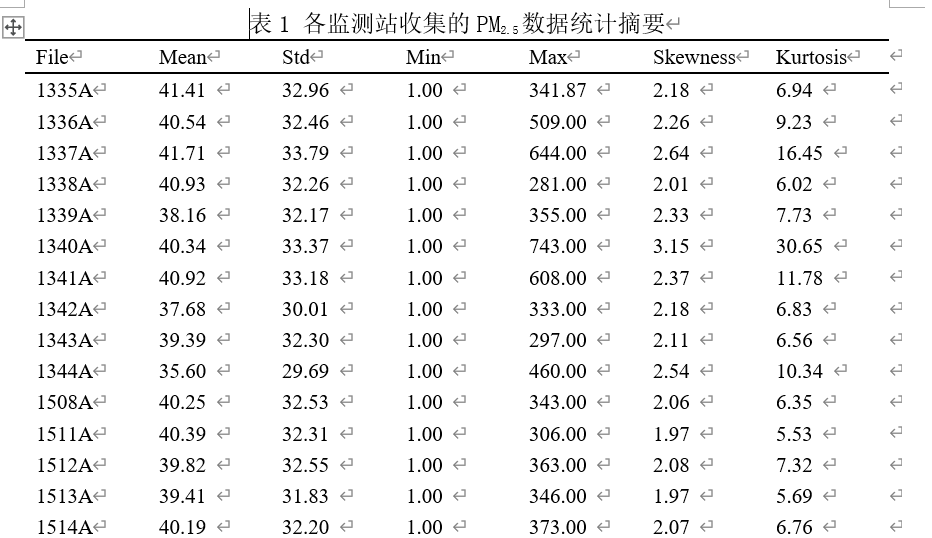 表 1 各监测站收集的 PM2.5 数据统计摘要
File Mean Std Min Max Skewness Kurtosis
1335A 41.41 32.96 1.00 341.87 2.18 6.94
1336A 40.54 32.46 1.00 509.00 2.26 9.23
1337A 41.71 33.79 1.00 644.00 2.64 16.45
1338A 40.93 32.26 1.00 281.00 2.01 6.02
1339A 38.16 32.17 1.00 355.00 2.33 7.73
1340A 40.34 33.37 1.00 743.00 3.15 30.65
1341A 40.92 33.18 1.00 608.00 2.37 11.78
1342A 37.68 30.01 1.00 333.00 2.18 6.83
1343A 39.39 32.30 1.00 297.00 2.11 6.56
1344A 35.60 29.69 1.00 460.00 2.54 10.34
1508A 40.25 32.53 1.00 343.00 2.06 6.35
1511A 40.39 32.31 1.00 306.00 1.97 5.53
1512A 39.82 32.55 1.00 363.00 2.08 7.32
1513A 39.41 31.83 1.00 346.00 1.97 5.69
1514A 40.19 32.20 1.00 373.00 2.07 6.76